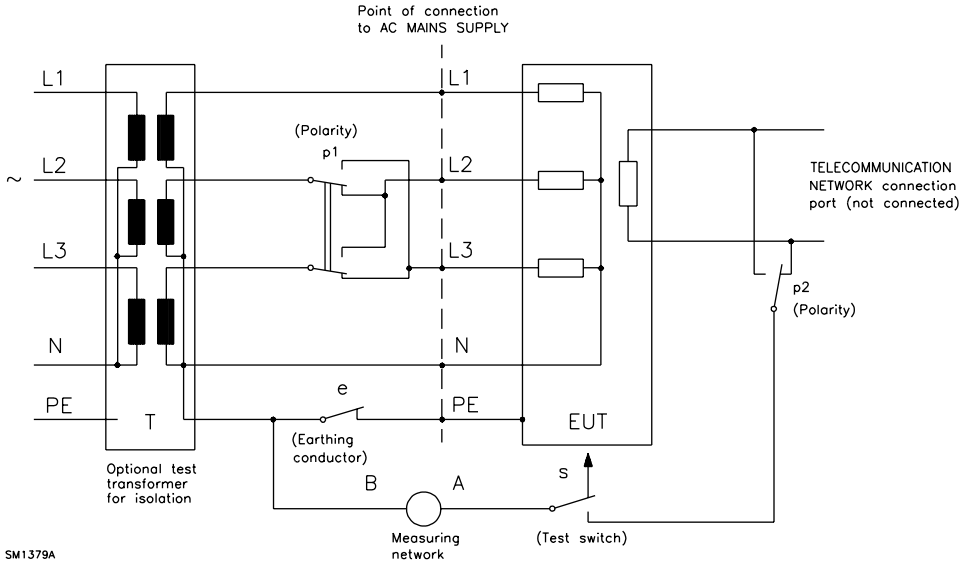 Point of connection
to AC MAINS SUPPLY
L1
L1
(Polarity)
p1
~
L2
L2
TELECOMMUNICATION
NETWORK connection
port (not connected)
L3
L3
p2
(Polarity)
N
N
e
PE
PE
T
EUT
(Earthing
conductor)
Optional test
transformer
for isolation
B
A
s
Measuring
network
(Test switch)
SM1379A